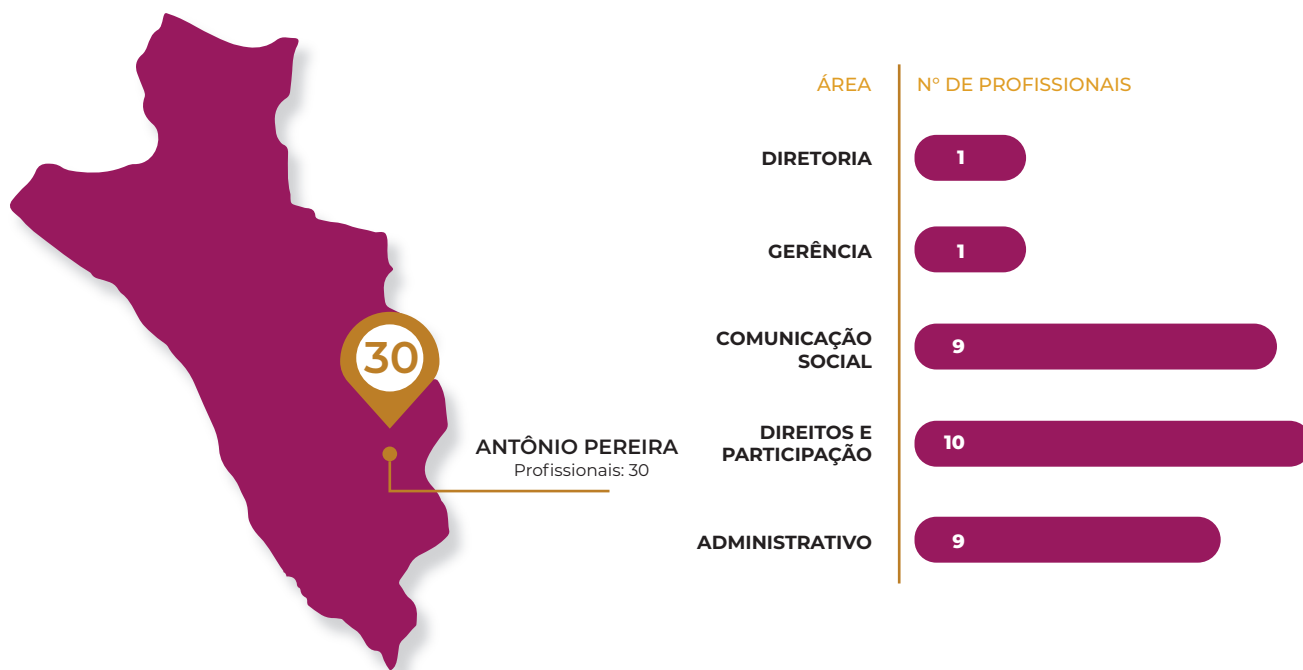 30
ANTÔNIO PEREIRA
Profissionais: 30
ÁREA
N° DE PROFISSIONAIS
DIRETORIA
1
GERÊNCIA
1
COMUNICAÇÃO
SOCIAL
9
DIREITOS E
PARTICIPAÇÃO
10
ADMINISTRATIVO
9